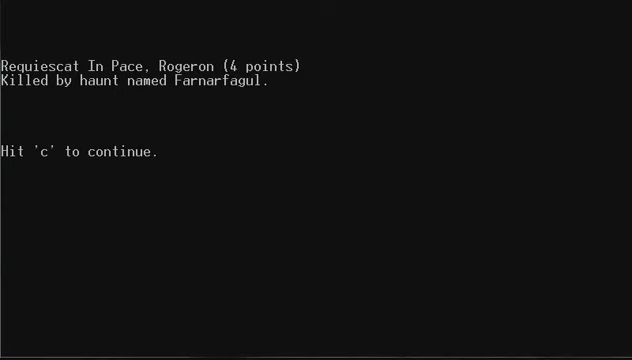 Requiescat In Pace, Rogeron (4 points)
Killed by haunt named Farnarfagul.
Hit 'c' to continue.